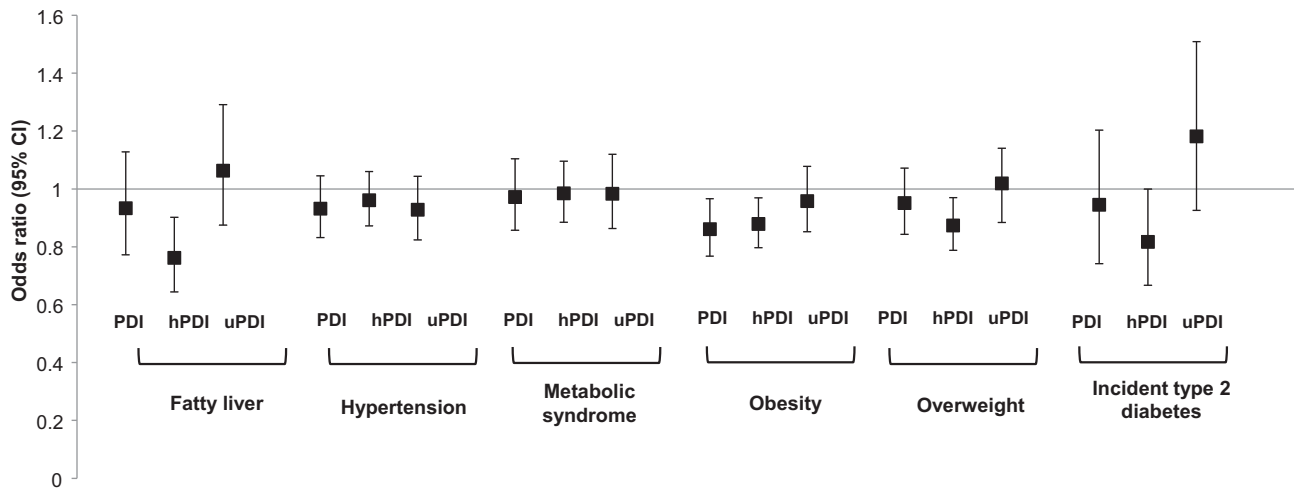 Odds ratio (95% CI)
1.6
1.4
1.2
1
0.8
0.6
0.4
0.2
0
PDI hPDI uPDI
Fatty liver
PDI hPDI uPDI
Hypertension
PDI hPDI uPDI
Metabolic
syndrome
PDI hPDI uPDI
Obesity
PDI hPDI uPDI
Overweight
PDI hPDI uPDI
Incident type 2
diabetes